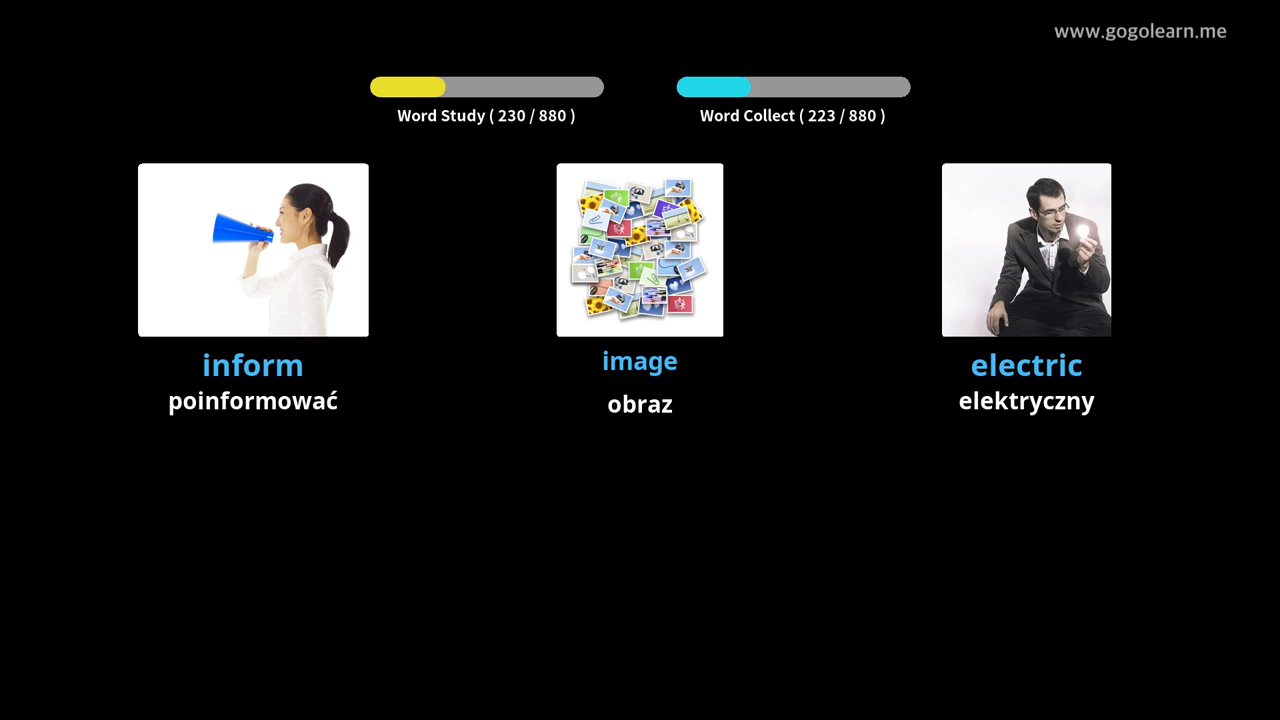 www.gogolearn.me
Word Study ( 230 / 880 )
Word Collect ( 223 / 880 )
inform
poinformować
image
obraz
electric
elektryczny